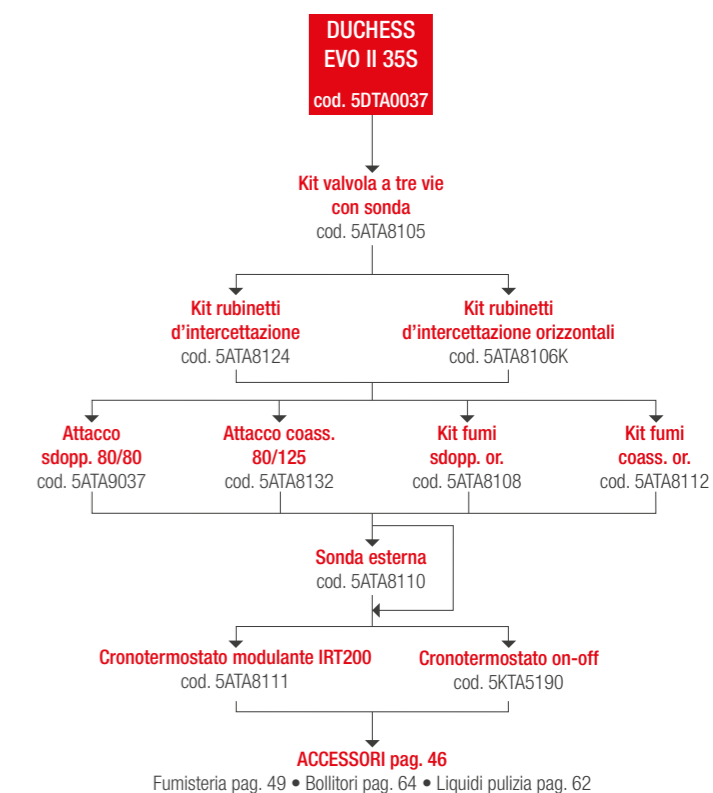 DUCHESS
EVO II 35S
cod. 5DTA0037
Kit valvola a tre vie
con sonda
cod. 5ATA8105
Kit rubinetti
d’intercettazione
cod. 5ATA8124
Kit rubinetti
d’intercettazione orizzontali
cod. 5ATA8106K
Attacco
sdopp. 80/80
cod. 5ATA9037
Attacco coass.
80/125
cod. 5ATA8132
Kit fumi
sdopp. or.
cod. 5ATA8108
Kit fumi
coass. or.
cod. 5ATA8112
Sonda esterna
cod. 5ATA8110
Cronotermostato modulante IRT200
cod. 5ATA8111
Cronotermostato on-off
cod. 5KTA5190
ACCESSORI pag. 46
Fumisteria pag. 49 • Bollitori pag. 64 • Liquidi pulizia pag. 62